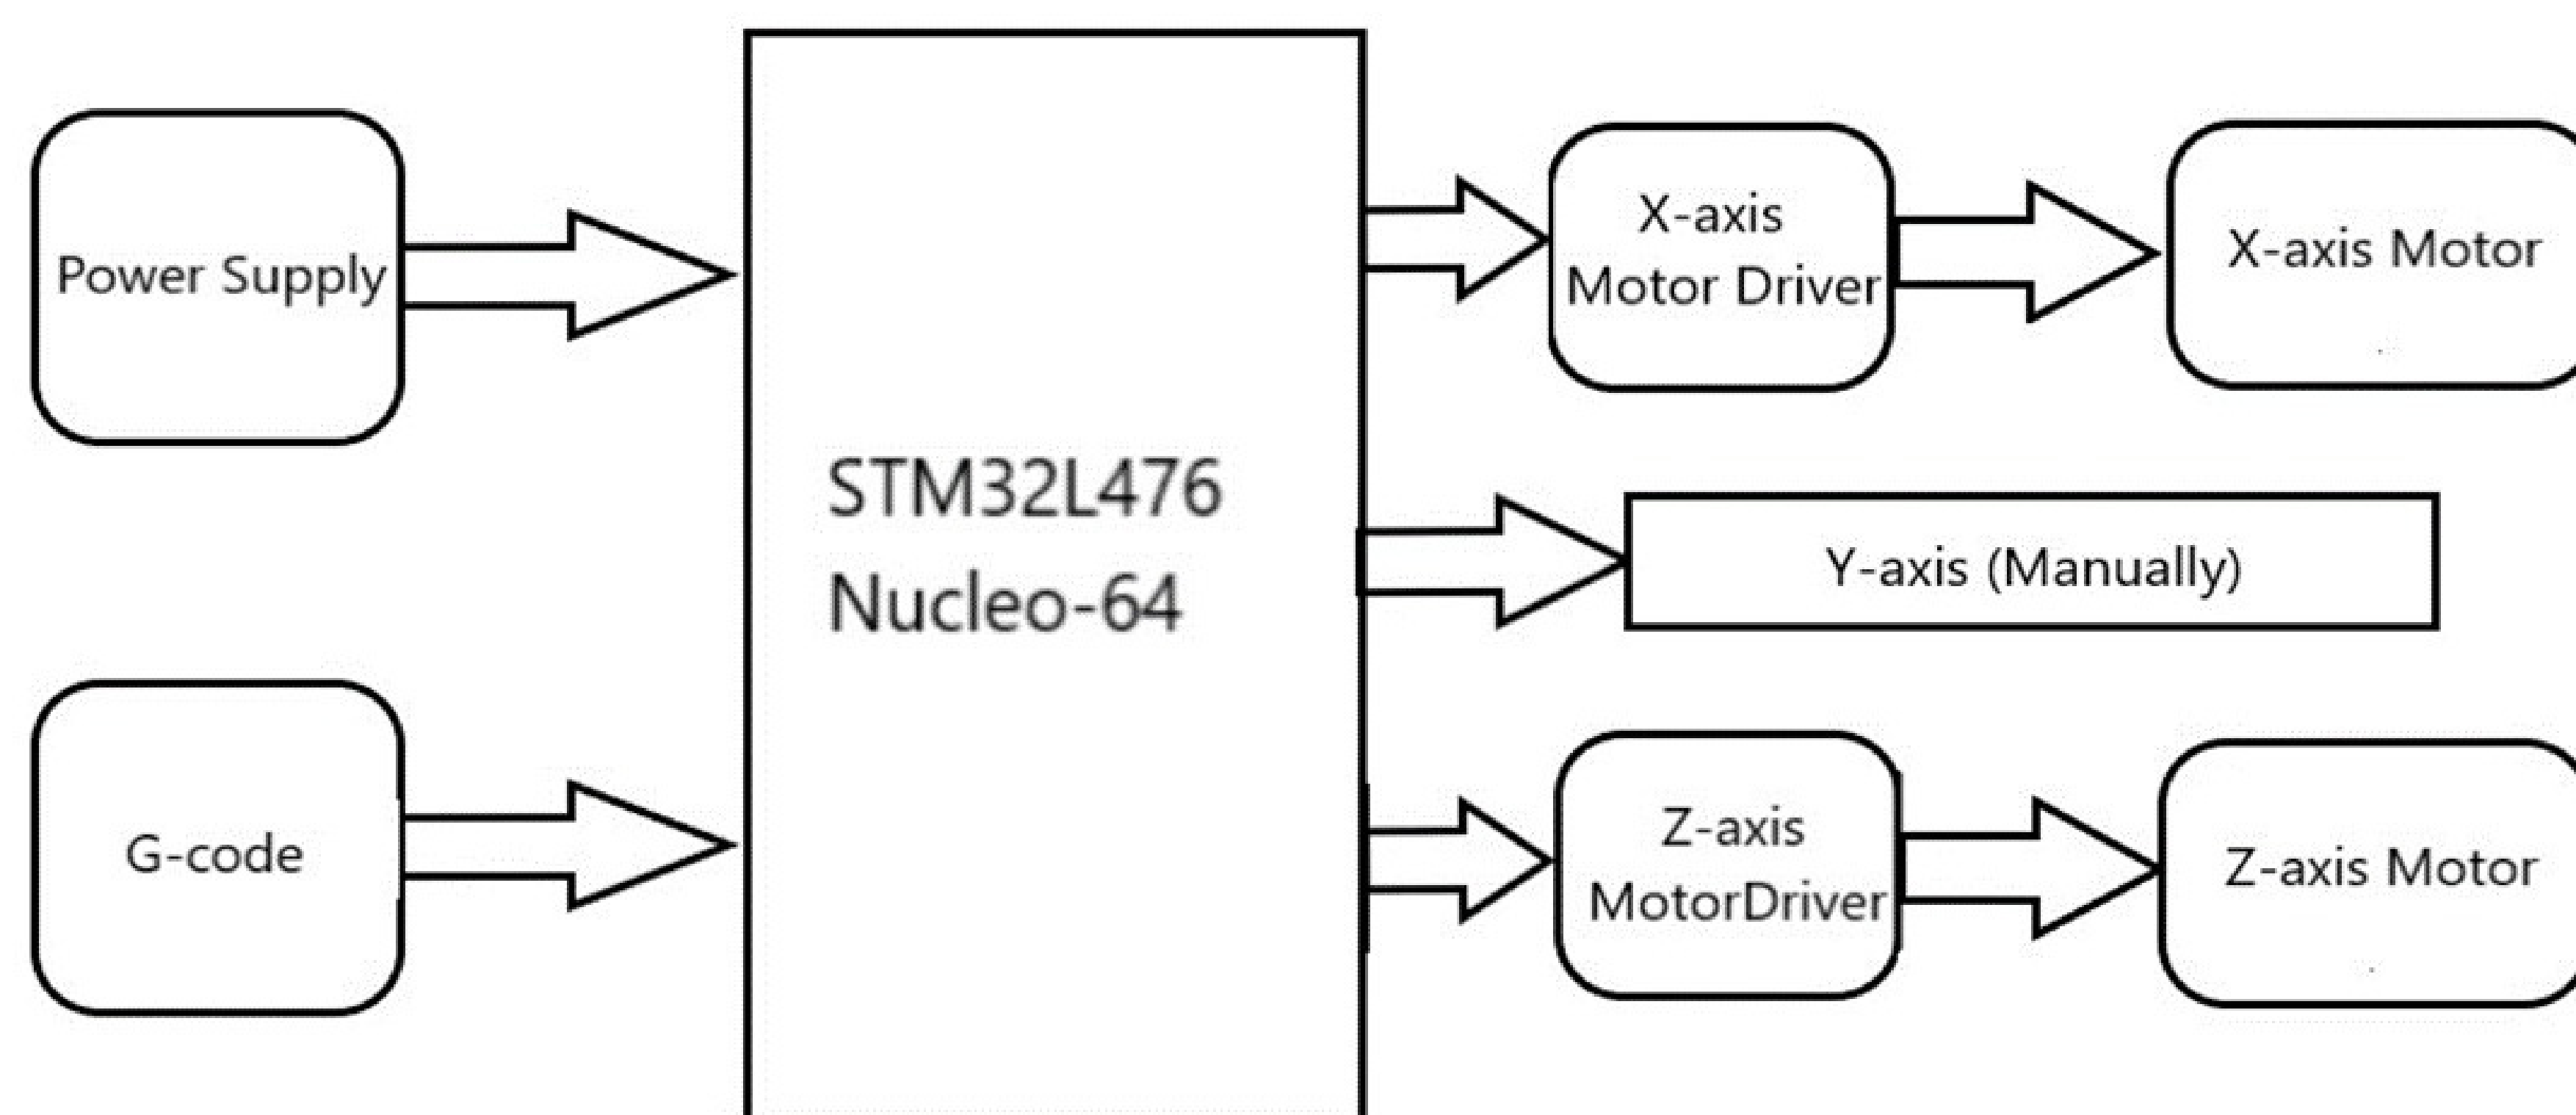 Power Supply
G-code
STM32L476
Nucleo-64
X-axis
Motor Driver
X-axis Motor
Y-axis (Manually)
Z-axis
MotorDriver
Z-axis Motor